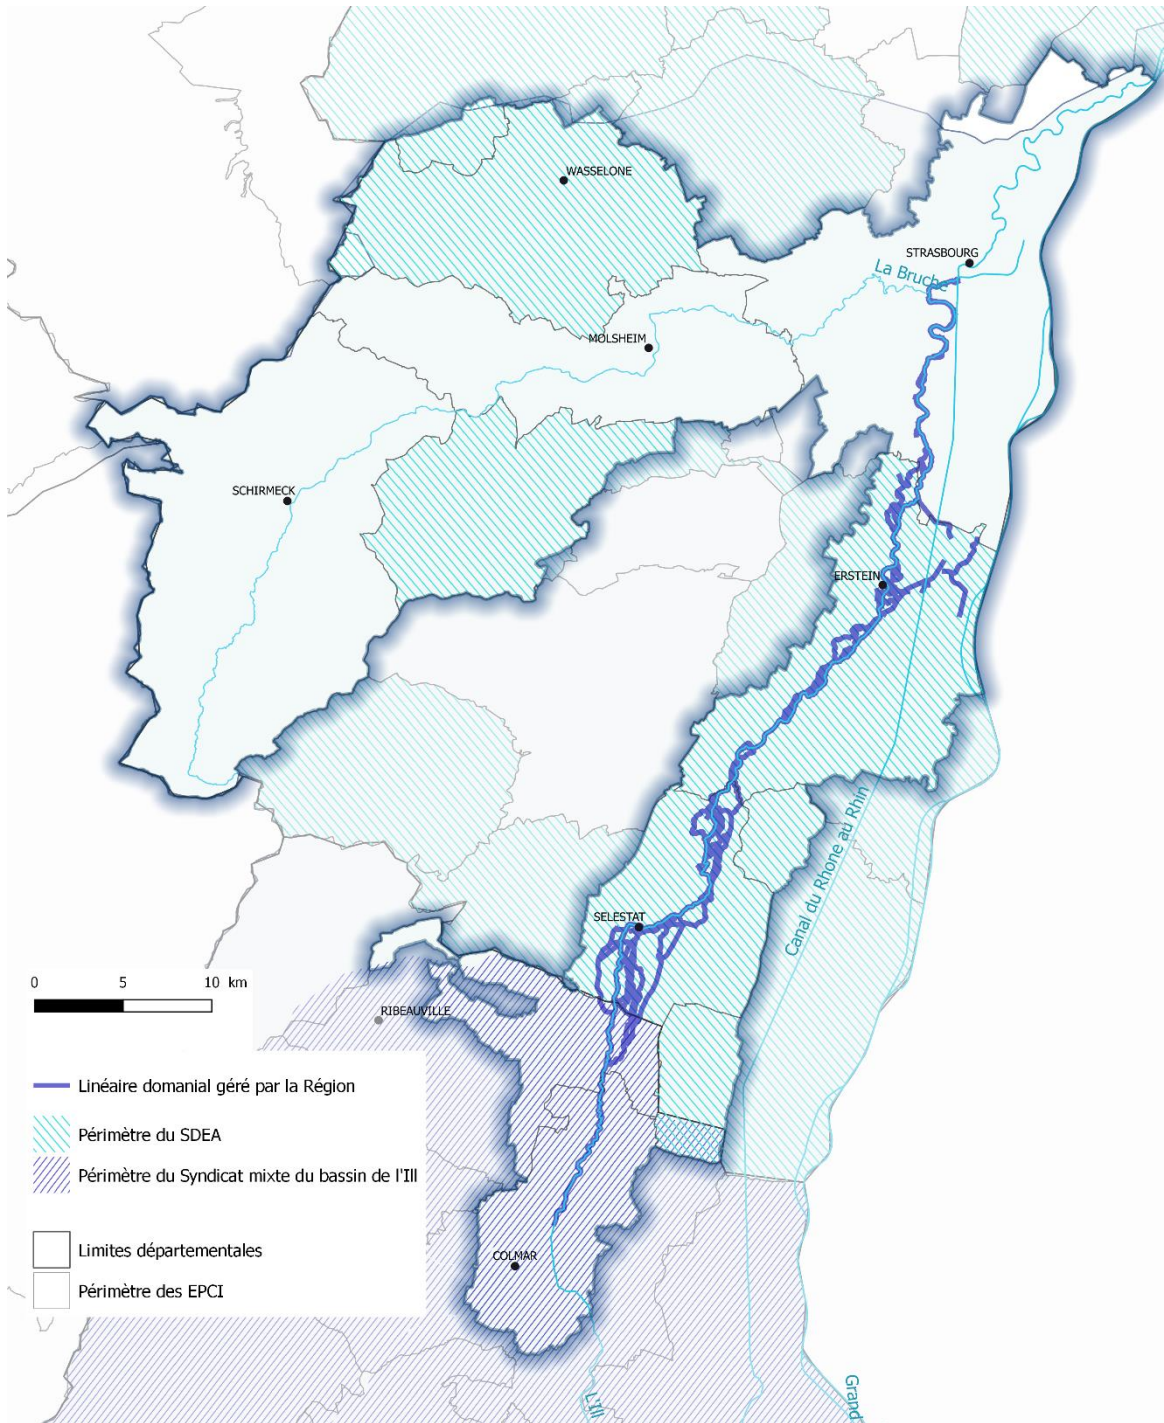 WASSELONE
STRASBOURG
La Bruche
MOLSHEIM
SCHIRMECK
ERSTEIN
Canal du Rhone au Rhin
SELESTAT
0 5 10 km
RIBEAUVILLE
Linéaire domanial géré par la Région
Périmètre du SDEA
Périmètre du Syndicat mixte du bassin de l'Ill
Limites départementales
Périmètre des EPCI
COLMAR
L'Ill
Grand